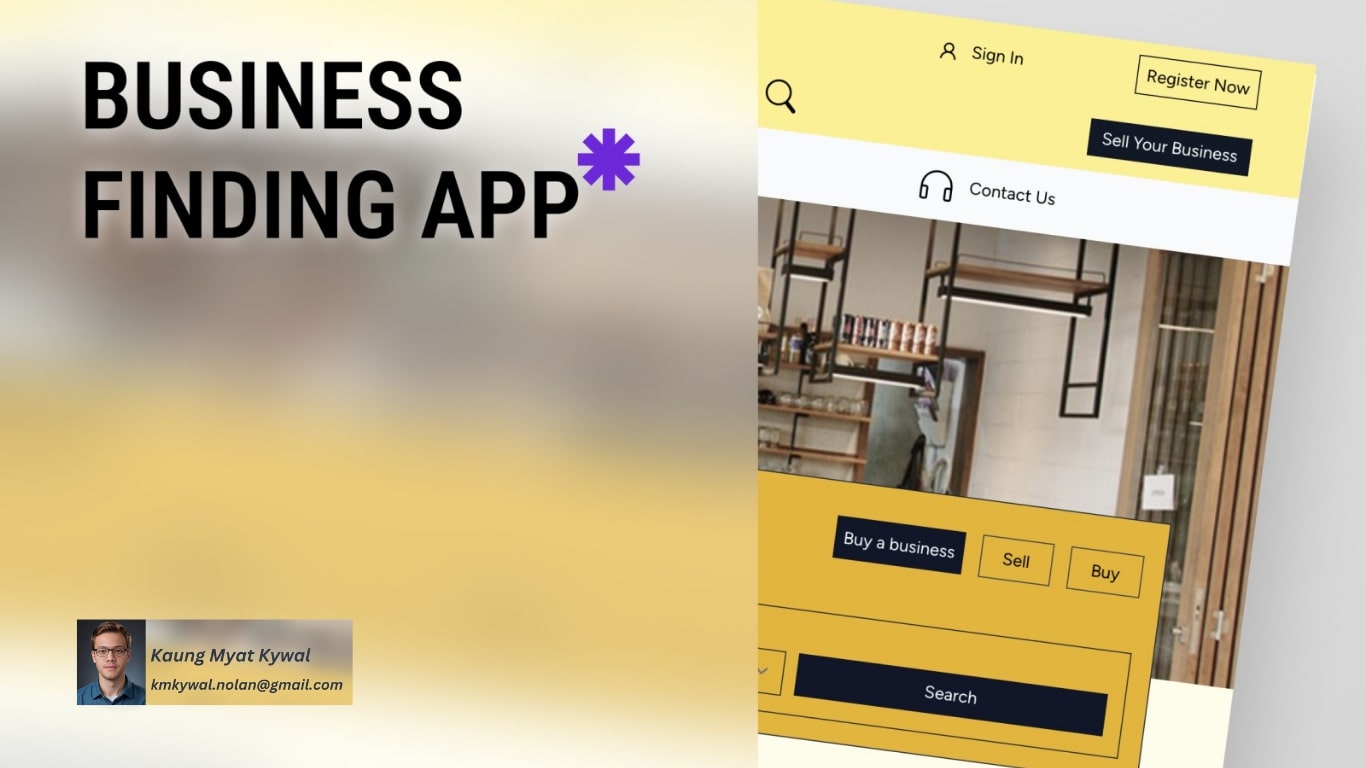 BUSINESS
FINDING APP
Kaung Myat Kywal
kmkywal.nolan@gmail.com
Sign In
Register Now
Sell Your Business
Contact Us
Buy a business
Sell
Buy
Search